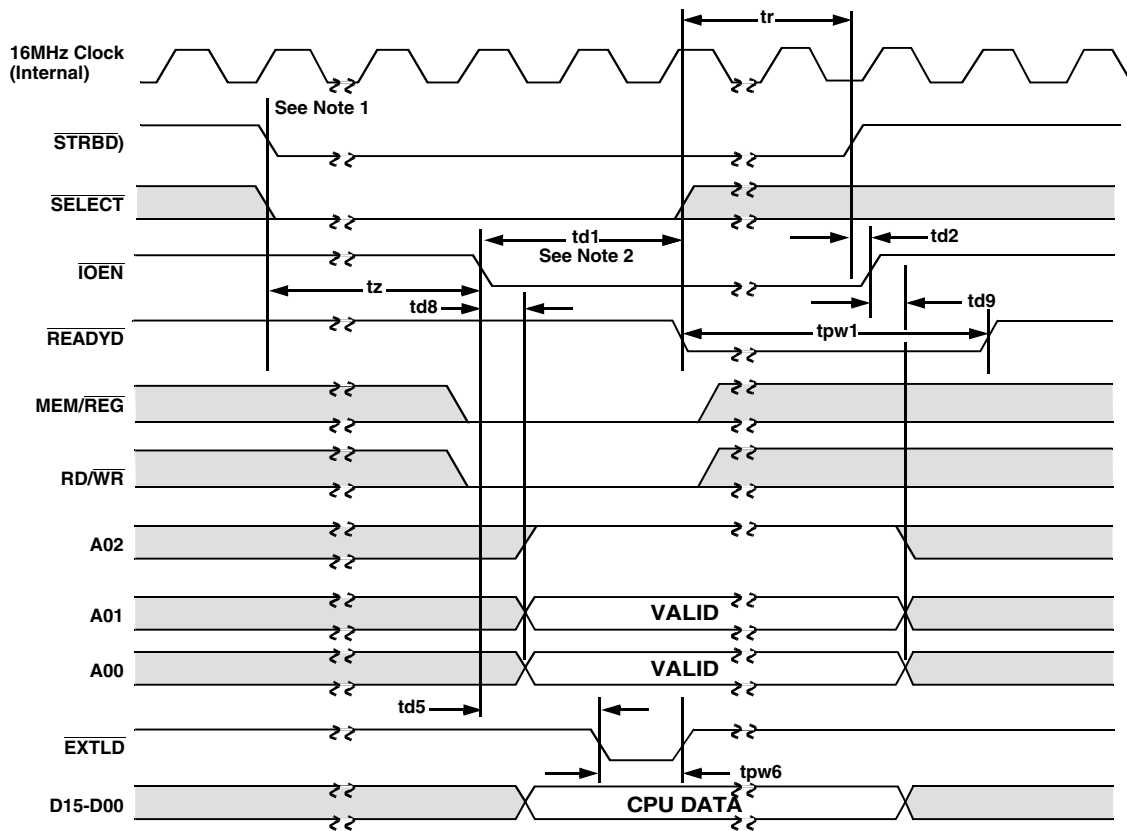 tr
16MHz Clock
(Internal)
See Note 1
STRBD)
SELECT
td1
See Note 2
td2
IOEN
tz
td8
td9
READYD
tpw1
MEM/REG
RD/WR
A02
A01
VALID
A00
VALID
td5
EXTLD
tpw6
D15-D00
CPU DATA